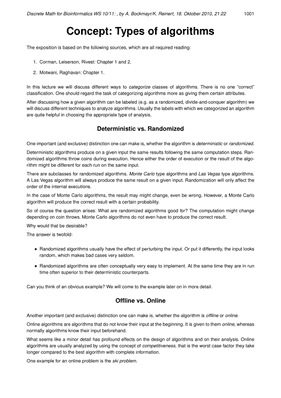 Discrete Math for Bioinformatics WS 10/11:, by A. Bockmayr/K. Reinert, 18. Oktober 2010, 21:22 1001
Concept: Types of algorithms
The exposition is based on the following sources, which are all required reading:
1. Corman, Leiserson, Rivest: Chapter 1 and 2.
2. Motwani, Raghavan: Chapter 1.
In this lecture we will discuss different ways to categorize classes of algorithms. There is no one "correct"
classification. One should regard the task of categorizing algorithms more as giving them certain attributes.
After discussing how a given algorithm can be labeled (e.g. as a randomized, divide-and-conquer algorithm) we
will discuss different techniques to analyze algorithms. Usually the labels with which we categorized an algorithm
are quite helpful in choosing the appropriate type of analysis.
Deterministic vs. Randomized
One important (and exclusive) distinction one can make is, whether the algorithm is deterministic or randomized.
Deterministic algorithms produce on a given input the same results following the same computation steps. Ran-
domized algorithms throw coins during execution. Hence either the order of execution or the result of the algo-
rithm might be different for each run on the same input.
There are subclasses for randomized algorithms. Monte Carlo type algorithms and Las Vegas type algorithms.
A Las Vegas algorithm will always produce the same result on a given input. Randomization will only affect the
order of the internal executions.
In the case of Monte Carlo algorithms, the result may might change, even be wrong. However, a Monte Carlo
algorithm will produce the correct result with a certain probability.
So of course the question arises: What are randomized algorithms good for? The computation might change
depending on coin throws. Monte Carlo algorithms do not even have to produce the correct result.
Why would that be desirable?
The answer is twofold:
• Randomized algorithms usually have the effect of perturbing the input. Or put it differently, the input looks
random, which makes bad cases very seldom.
• Randomized algorithms are often conceptually very easy to implement. At the same time they are in run
time often superior to their deterministic counterparts.
Can you think of an obvious example? We will come to the example later on in more detail.
Offline vs. Online
Another important (and exclusive) distinction one can make is, whether the algorithm is offline or online.
Online algorithms are algorithms that do not know their input at the beginning. It is given to them online, whereas
normally algorithms know their input beforehand.
What seems like a minor detail has profound effects on the design of algorithms and on their analysis. Online
algorithms are usually analyzed by using the concept of competitiveness, that is the worst case factor they take
longer compared to the best algorithm with complete information.
One example for an online problem is the ski problem.